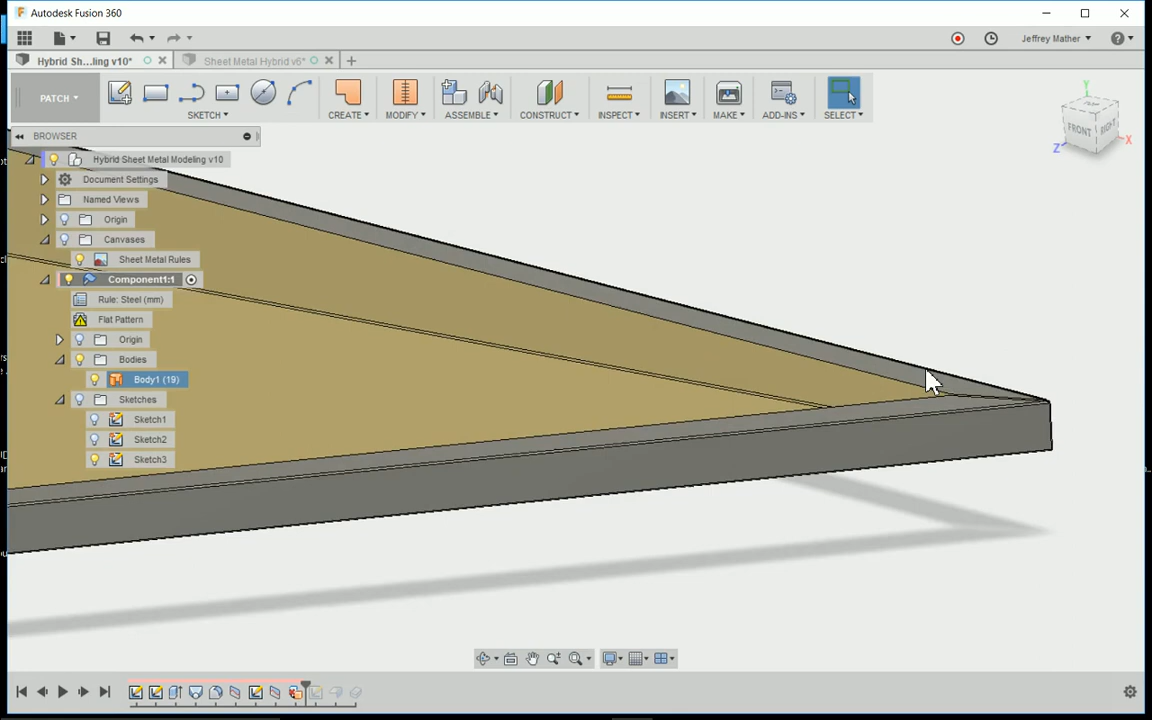 Autodesk Fusion 360
Jeffrey Mather
Hybrid Sh...ling v10*
Sheet Metal Hybrid v6*
PATCH
SKETCH
CREATE
MODIFY
ASSEMBLE
CONSTRUCT
INSPECT
INSERT
MAKE
ADD-INS
SELECT
TOP
FRONT
RIGHT
Y
X
Z
BROWSER
Hybrid Sheet Metal Modeling v10
Document Settings
Named Views
Origin
Canvases
Sheet Metal Rules
Component1:1
Rule: Steel (mm)
Flat Pattern
Origin
Bodies
Body1 (19)
Sketches
Sketch1
Sketch2
Sketch3